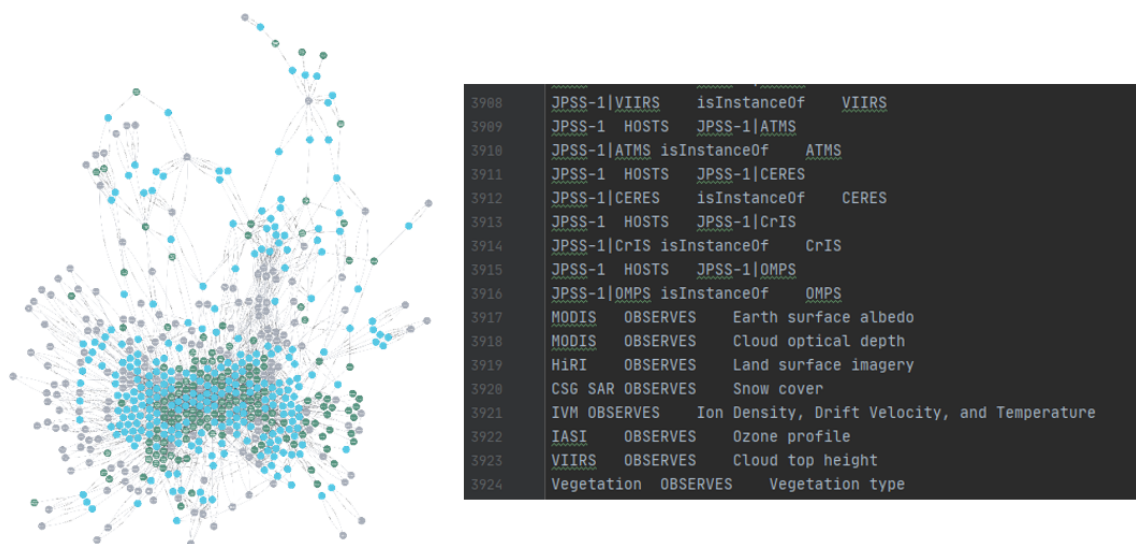 3908 JPSS-1|VIIRS isInstanceOf VIIRS
3909 JPSS-1 HOSTS JPSS-1|ATMS
3910 JPSS-1|ATMS isInstanceOf ATMS
3911 JPSS-1 HOSTS JPSS-1|CERES
3912 JPSS-1|CERES isInstanceOf CERES
3913 JPSS-1 HOSTS JPSS-1|CrIS
3914 JPSS-1|CrIS isInstanceOf CrIS
3915 JPSS-1 HOSTS JPSS-1|OMPS
3916 JPSS-1|OMPS isInstanceOf OMPS
3917 MODIS OBSERVES Earth surface albedo
3918 MODIS OBSERVES Cloud optical depth
3919 HiRI OBSERVES Land surface imagery
3920 CSG SAR OBSERVES Snow cover
3921 IVM OBSERVES Ion Density, Drift Velocity, and Temperature
3922 IASI OBSERVES Ozone profile
3923 VIIRS OBSERVES Cloud top height
3924 Vegetation OBSERVES Vegetation type